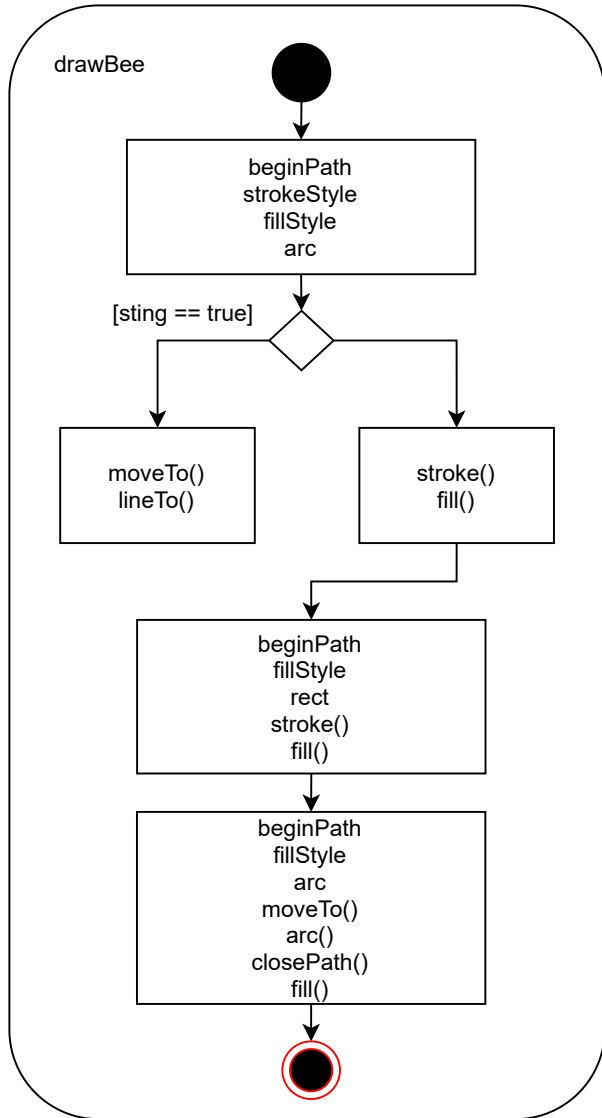 drawBee
beginPath
strokeStyle
fillStyle
arc
[sting == true]
moveTo()
lineTo()
stroke()
fill()
beginPath
fillStyle
rect
stroke()
fill()
beginPath
fillStyle
arc
moveTo()
arc()
closePath()
fill()